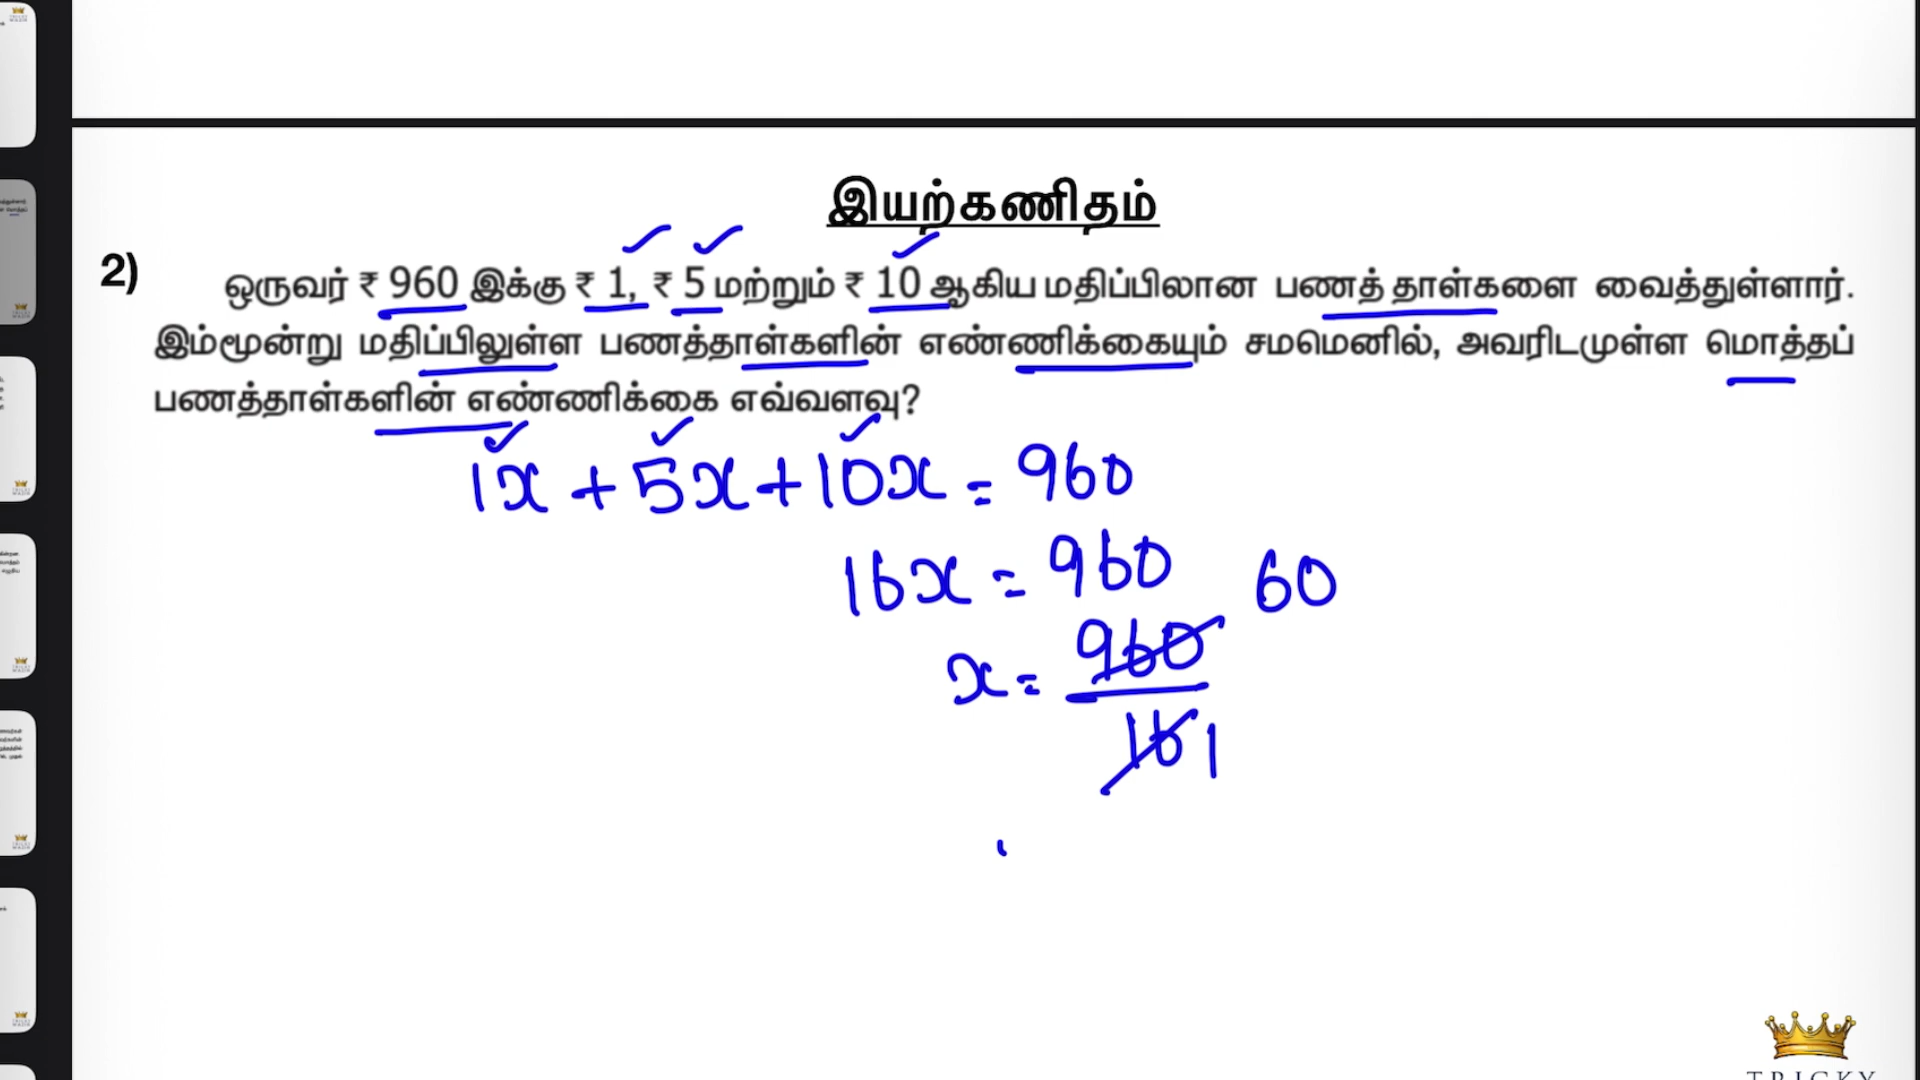 இயற்கணிதம்
2) ஒருவர் ₹ 960 இக்கு ₹ 1, ₹ 5 மற்றும் ₹ 10 ஆகிய மதிப்பிலான பணத் தாள்களை வைத்துள்ளார்.
இம்மூன்று மதிப்பிலுள்ள பணத்தாள்களின் எண்ணிக்கையும் சமமெனில், அவரிடமுள்ள மொத்தப்
பணத்தாள்களின் எண்ணிக்கை எவ்வளவு?
1x + 5x + 10x = 960
16x = 960 60
x = 960
16 1
TRICKY